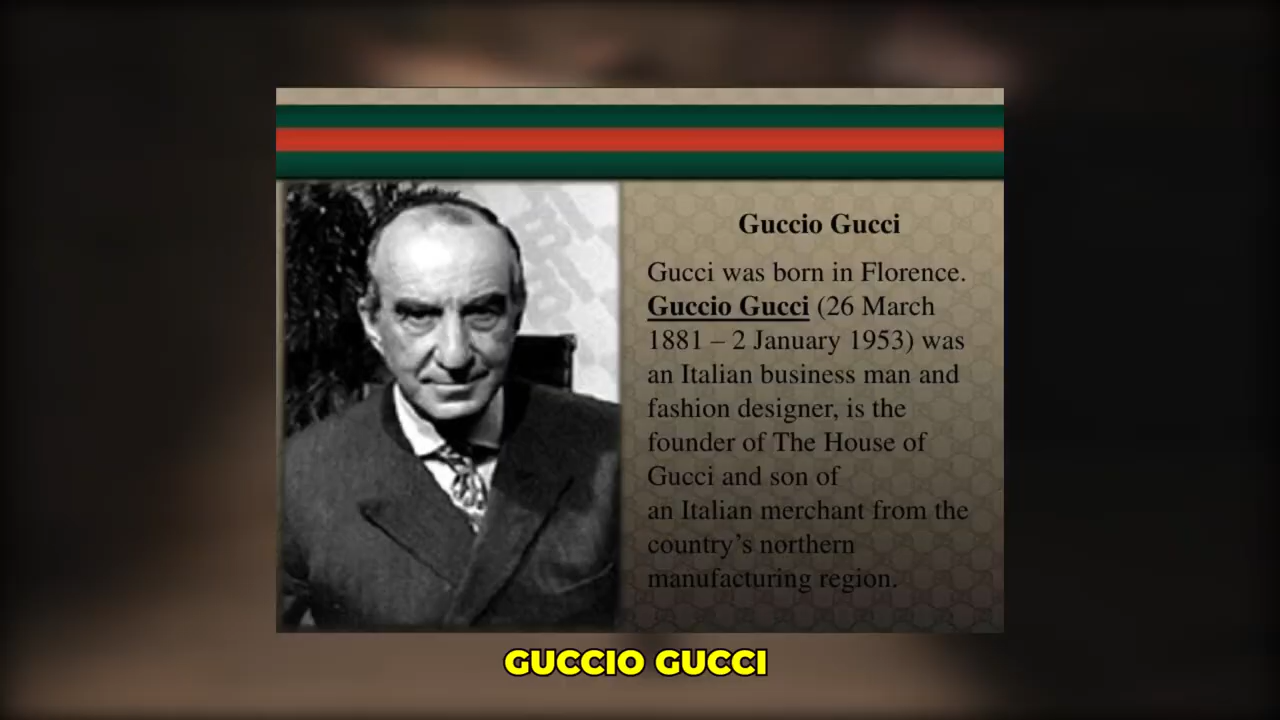 Guccio Gucci
Gucci was born in Florence.
Guccio Gucci (26 March
1881 – 2 January 1953) was
an Italian business man and
fashion designer, is the
founder of The House of
Gucci and son of
an Italian merchant from the
country’s northern
manufacturing region.
GUCCIO GUCCI